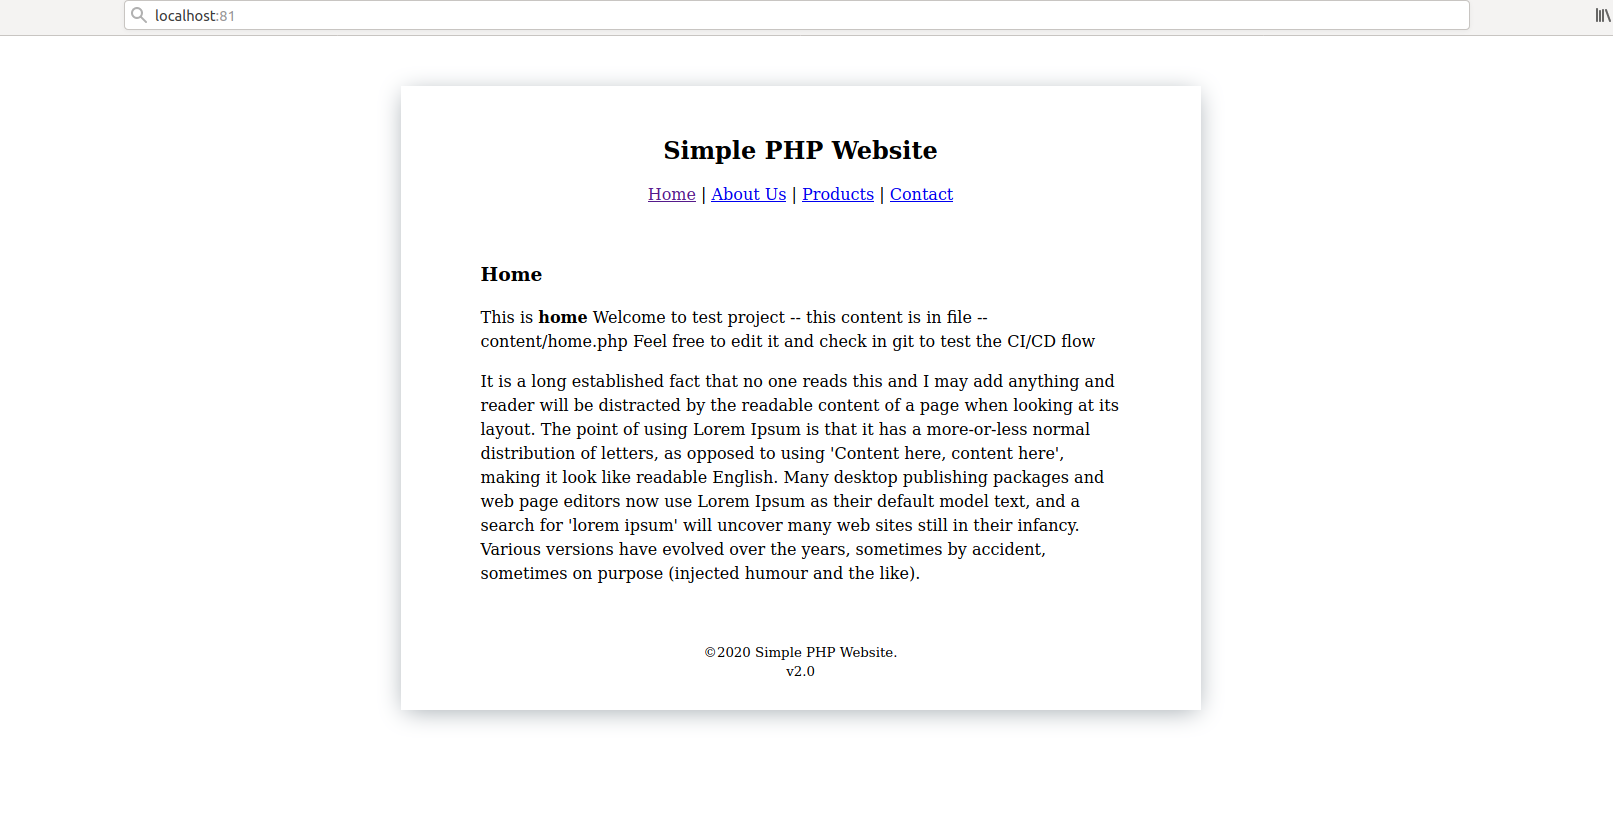 localhost:81
Simple PHP Website
Home | About Us | Products | Contact
Home
This is home Welcome to test project -- this content is in file --
content/home.php Feel free to edit it and check in git to test the CI/CD flow
It is a long established fact that no one reads this and I may add anything and
reader will be distracted by the readable content of a page when looking at its
layout. The point of using Lorem Ipsum is that it has a more-or-less normal
distribution of letters, as opposed to using 'Content here, content here',
making it look like readable English. Many desktop publishing packages and
web page editors now use Lorem Ipsum as their default model text, and a
search for 'lorem ipsum' will uncover many web sites still in their infancy.
Various versions have evolved over the years, sometimes by accident,
sometimes on purpose (injected humour and the like).
©2020 Simple PHP Website.
v2.0